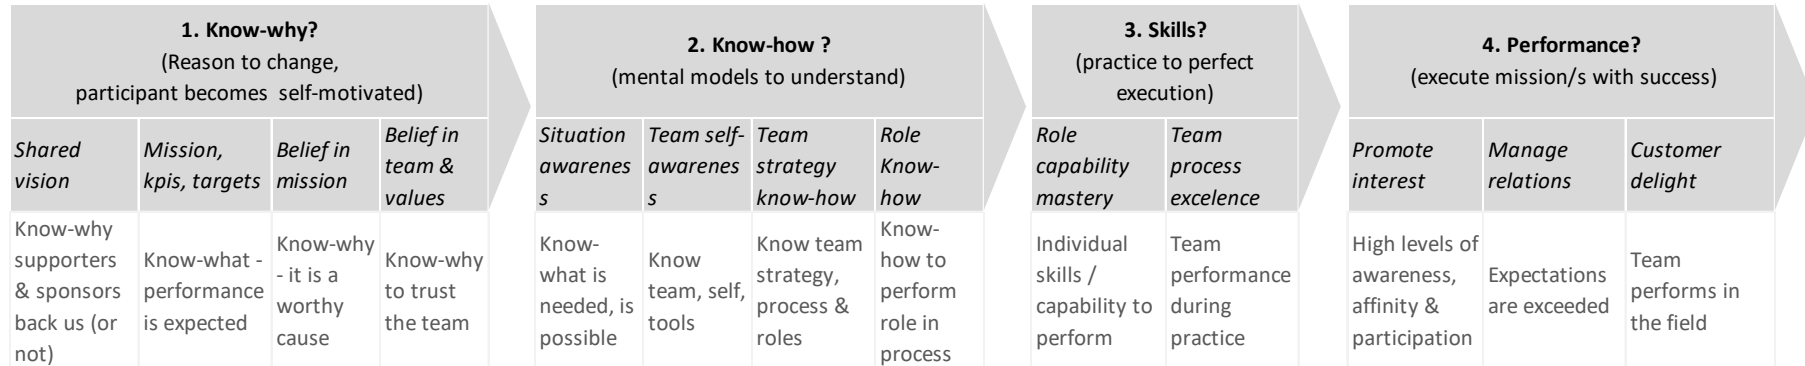 1. Know-why?
(Reason to change,
participant becomes  self-motivated)
Shared
vision
Mission,
kpis, targets
Belief in
mission
Belief in
team &
values
Know-why
supporters
& sponsors
back us (or
not)
Know-what -
performance
is expected
Know-why
- it is a
worthy
cause
Know-why
to trust
the team
2. Know-how ?
(mental models to understand)
Situation
awarenes
s
Team self-
awarenes
s
Team
strategy
know-how
Role
Know-
how
Know-
what is
needed, is
possible
Know
team, self,
tools
Know team
strategy,
process &
roles
Know-
how to
perform
role in
process
3. Skills?
(practice to perfect
execution)
Role
capability
mastery
Team
process
excelence
Individual
skills /
capability to
perform
Team
performance
during
practice
4. Performance?
(execute mission/s with success)
Promote
interest
Manage
relations
Customer
delight
High levels of
awareness,
affinity &
participation
Expectations
are exceeded
Team
performs in
the field